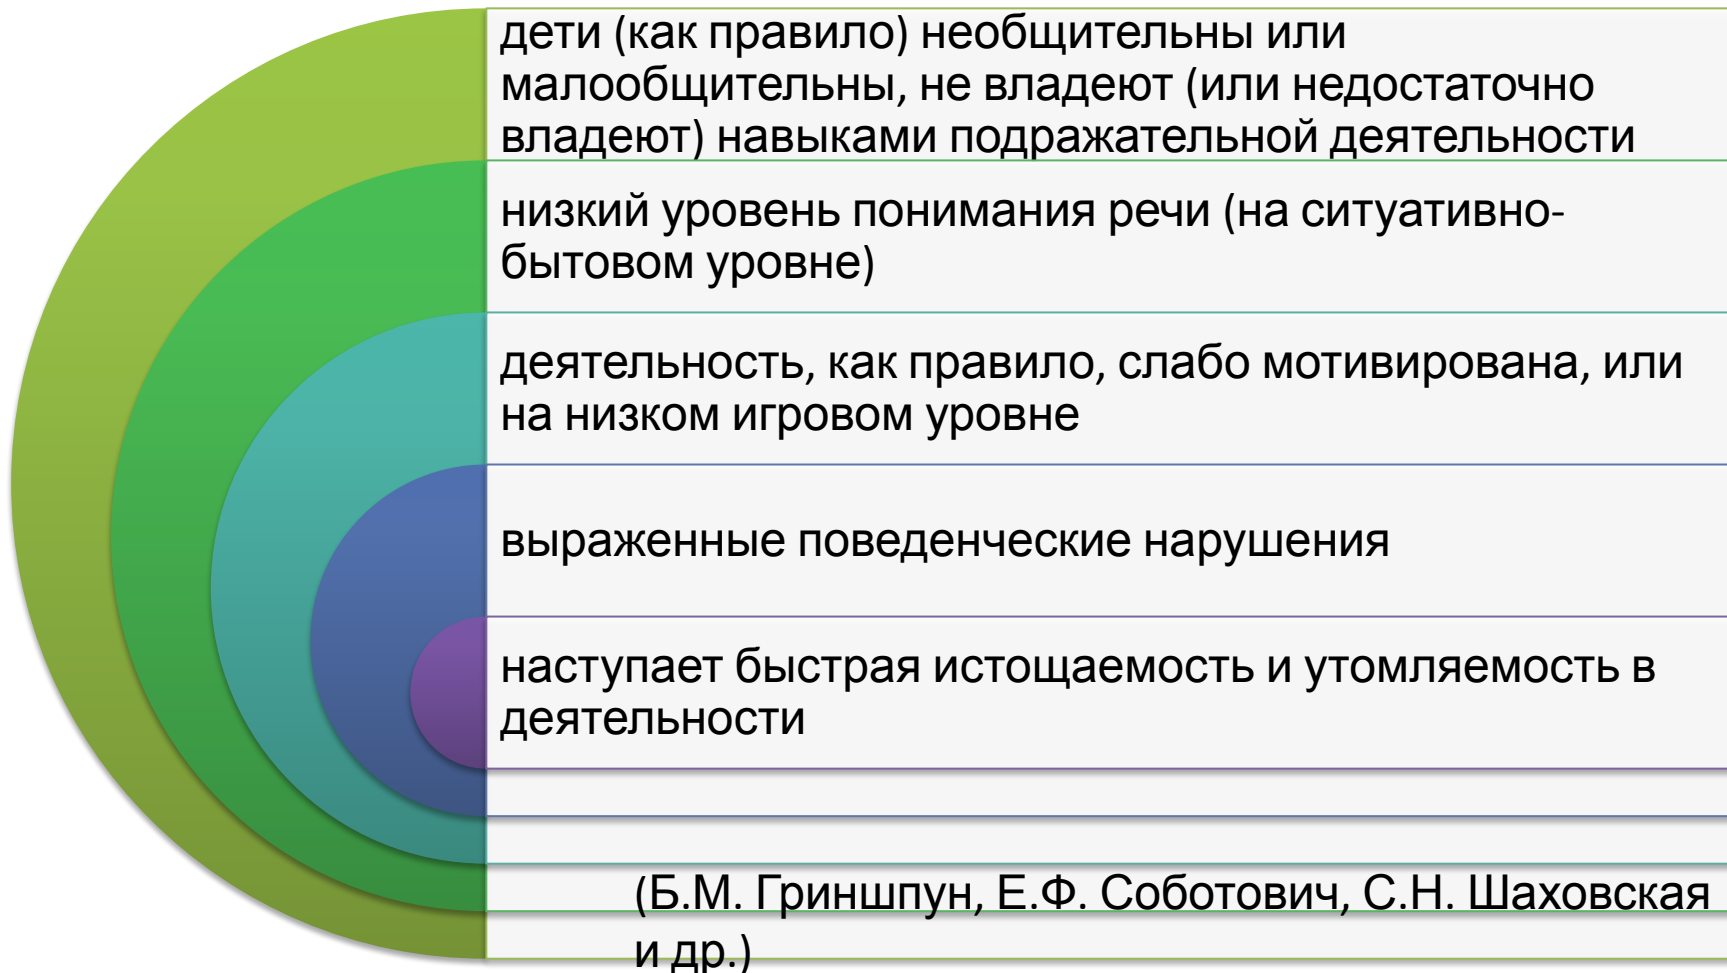 дети (как правило) необщительны или
малообщительны, не владеют (или недостаточно
владеют) навыками подражательной деятельности
низкий уровень понимания речи (на ситуативно-
бытовом уровне)
деятельность, как правило, слабо мотивирована, или
на низком игровом уровне
выраженные поведенческие нарушения
наступает быстрая истощаемость и утомляемость в
деятельности
(Б.М. Гриншпун, Е.Ф. Соботович, С.Н. Шаховская
и др.)